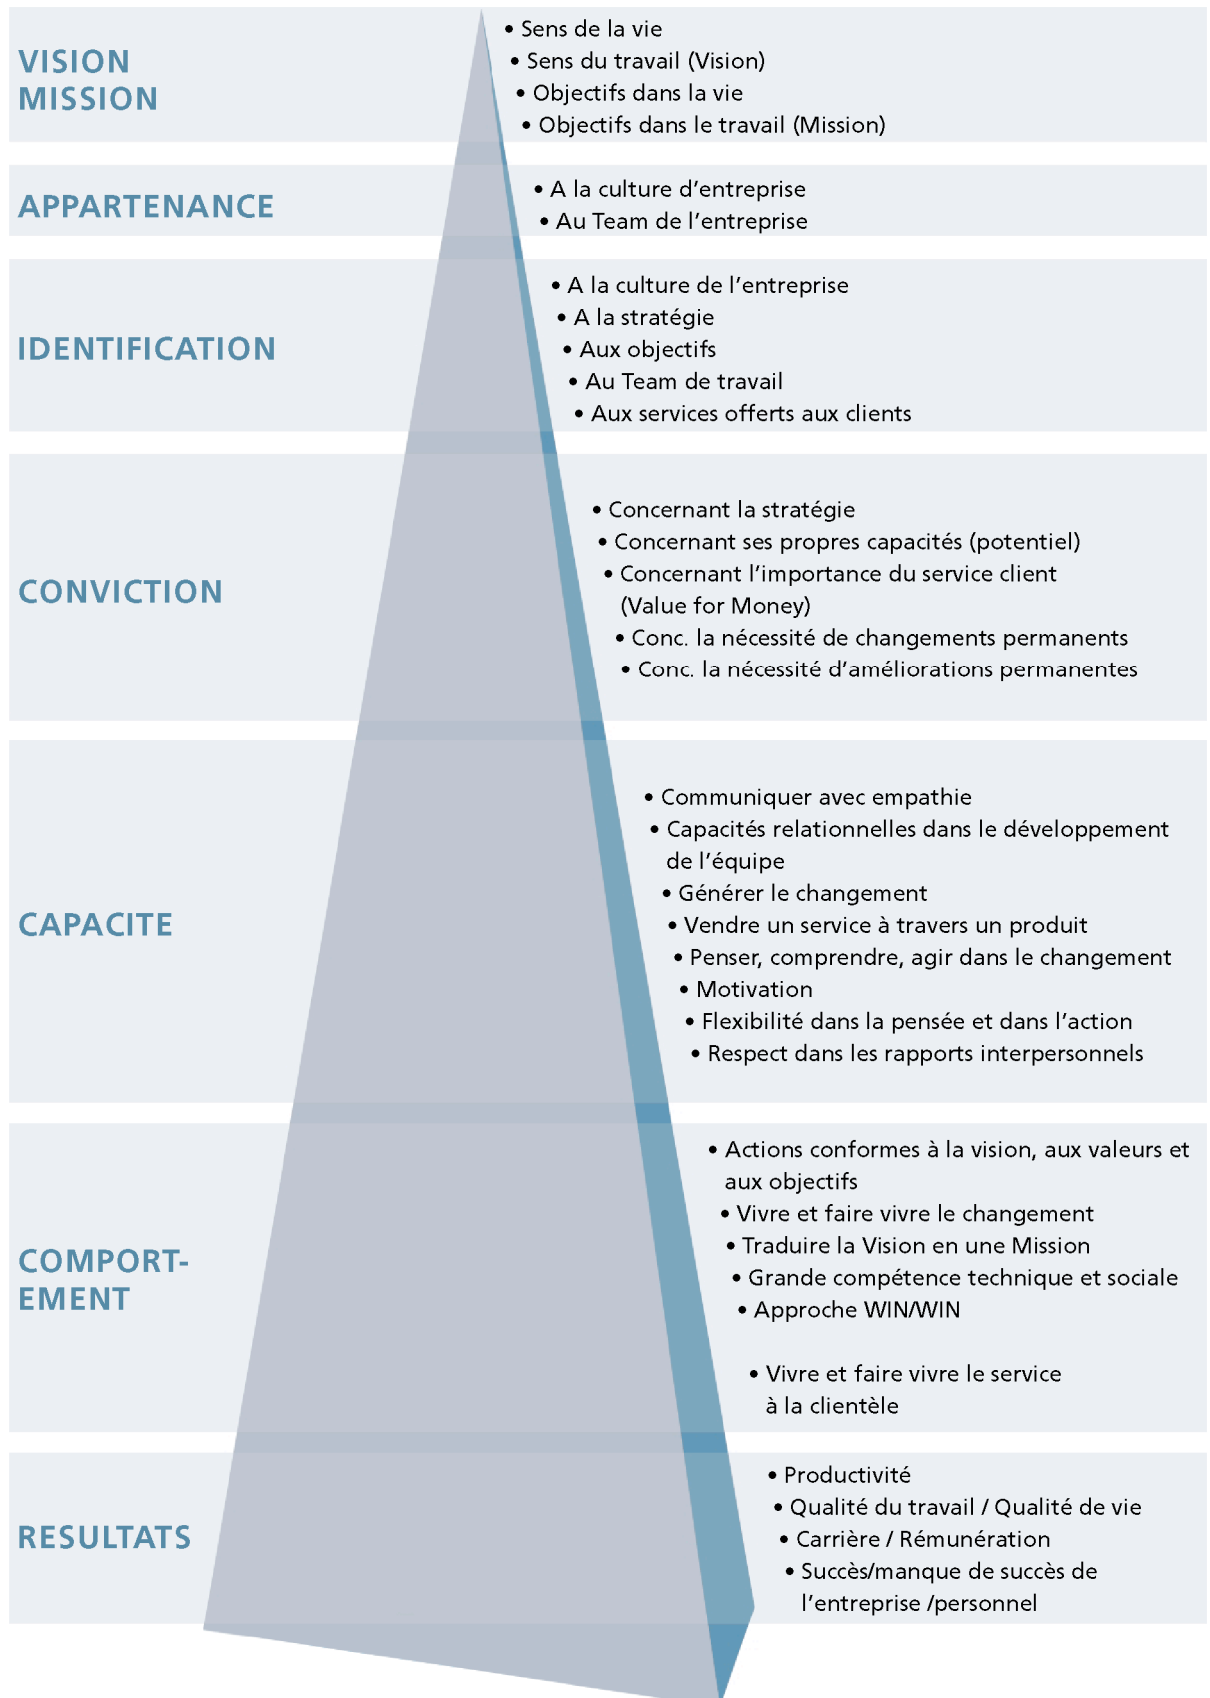 VISION
MISSION
• Sens de la vie
• Sens du travail (Vision)
• Objectifs dans la vie
• Objectifs dans le travail (Mission)
APPARTENANCE
• A la culture d'entreprise
• Au Team de l'entreprise
IDENTIFICATION
• A la culture de l'entreprise
• A la stratégie
• Aux objectifs
• Au Team de travail
• Aux services offerts aux clients
CONVICTION
• Concernant la stratégie
• Concernant ses propres capacités (potentiel)
• Concernant l'importance du service client
(Value for Money)
• Conc. la nécessité de changements permanents
• Conc. la nécessité d'améliorations permanentes
CAPACITE
• Communiquer avec empathie
• Capacités relationnelles dans le développement
de l'équipe
• Générer le changement
• Vendre un service à travers un produit
• Penser, comprendre, agir dans le changement
• Motivation
• Flexibilité dans la pensée et dans l'action
• Respect dans les rapports interpersonnels
COMPORT-
EMENT
• Actions conformes à la vision, aux valeurs et
aux objectifs
• Vivre et faire vivre le changement
• Traduire la Vision en une Mission
• Grande compétence technique et sociale
• Approche WIN/WIN
• Vivre et faire vivre le service
à la clientèle
RESULTATS
• Productivité
• Qualité du travail / Qualité de vie
• Carrière / Rémunération
• Succès/manque de succès de
l'entreprise /personnel